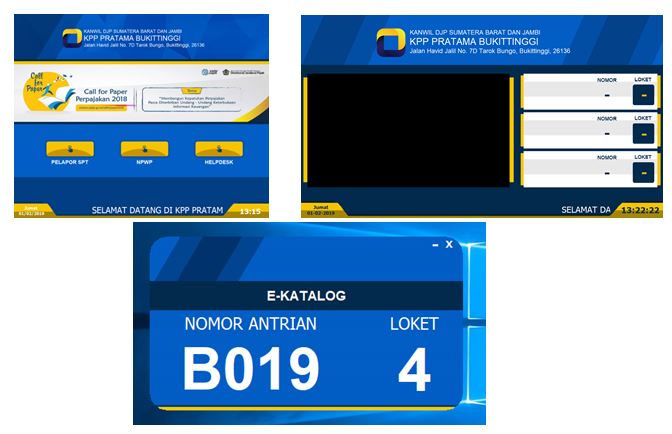 KANWIL DJP SUMATERA BARAT DAN JAMBI
KPP PRATAMA BUKITTINGGI
Jalan Havid Jalil No. 7D Tarok Bungo, Bukittinggi, 26136
Call for Paper
Call for Paper
Perpajakan 2018
Tema:
"Membangun Kepatuhan Perpajakan
Pasca Diterbitkan Undang - Undang Keterbukaan
Informasi Keuangan"
PELAPOR SPT
NPWP
HELPDESK
Jumat
01/02/2019
SELAMAT DATANG DI KPP PRATAM
13:15
KANWIL DJP SUMATERA BARAT DAN JAMBI
KPP PRATAMA BUKITTINGGI
Jalan Havid Jalil No. 7D Tarok Bungo, Bukittinggi, 26136
NOMOR LOKET
- -
NOMOR LOKET
- -
NOMOR LOKET
- -
Jumat
01-02-2019
SELAMAT DA
13:22:22
– X
E-KATALOG
NOMOR ANTRIAN LOKET
B019 4